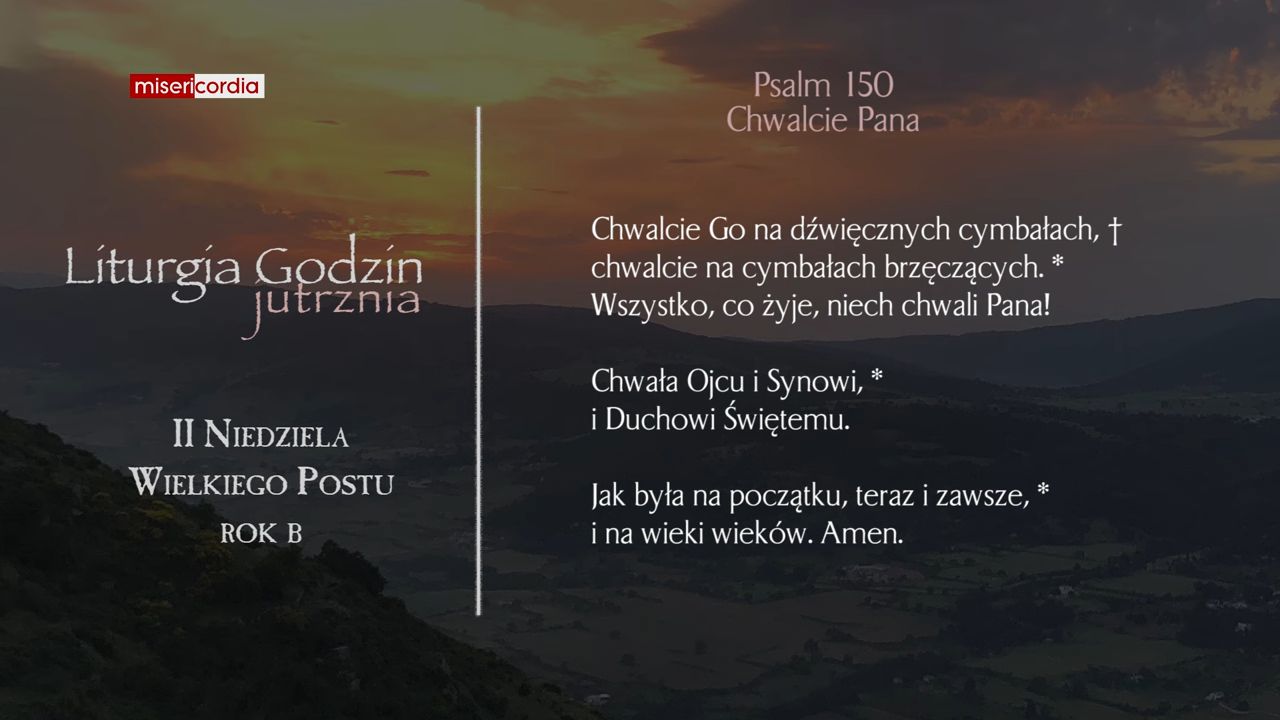 misericordia
Liturgia Godzin
jutrznia
II Niedziela
Wielkiego Postu
rok B
Psalm 150
Chwalcie Pana
Chwalcie Go na dźwięcznych cymbałach, †
chwalcie na cymbałach brzęczących. *
Wszystko, co żyje, niech chwali Pana!
Chwała Ojcu i Synowi, *
i Duchowi Świętemu.
Jak była na początku, teraz i zawsze, *
i na wieki wieków. Amen.